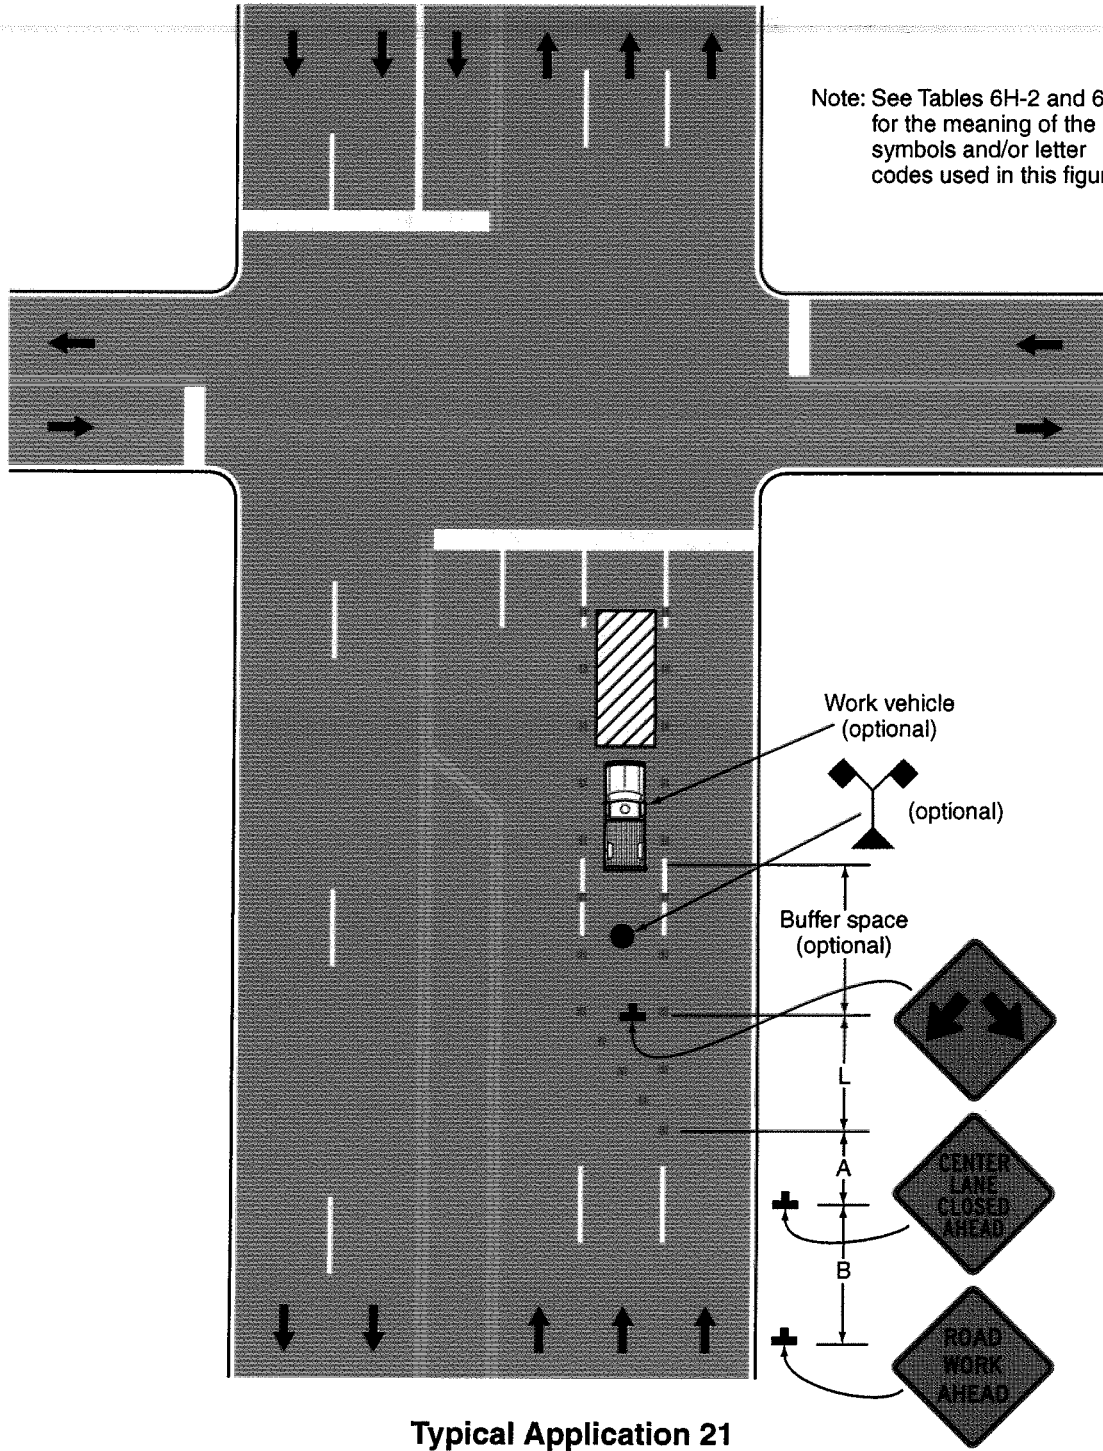 Note: See Tables 6H-2 and 6
for the meaning of the
symbols and/or letter
codes used in this figur
Work vehicle
(optional)
(optional)
Buffer space
(optional)
L
CENTER
LANE
CLOSED
AHEAD
A
B
ROAD
WORK
AHEAD
Typical Application 21